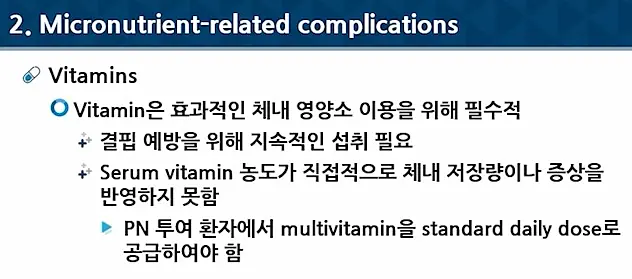 2. Micronutrient-related complications
Vitamins
Vitamin은 효과적인 체내 영양소 이용을 위해 필수적
결핍 예방을 위해 지속적인 섭취 필요
Serum vitamin 농도가 직접적으로 체내 저장량이나 증상을
반영하지 못함
PN 투여 환자에서 multivitamin을 standard daily dose로
공급하여야 함